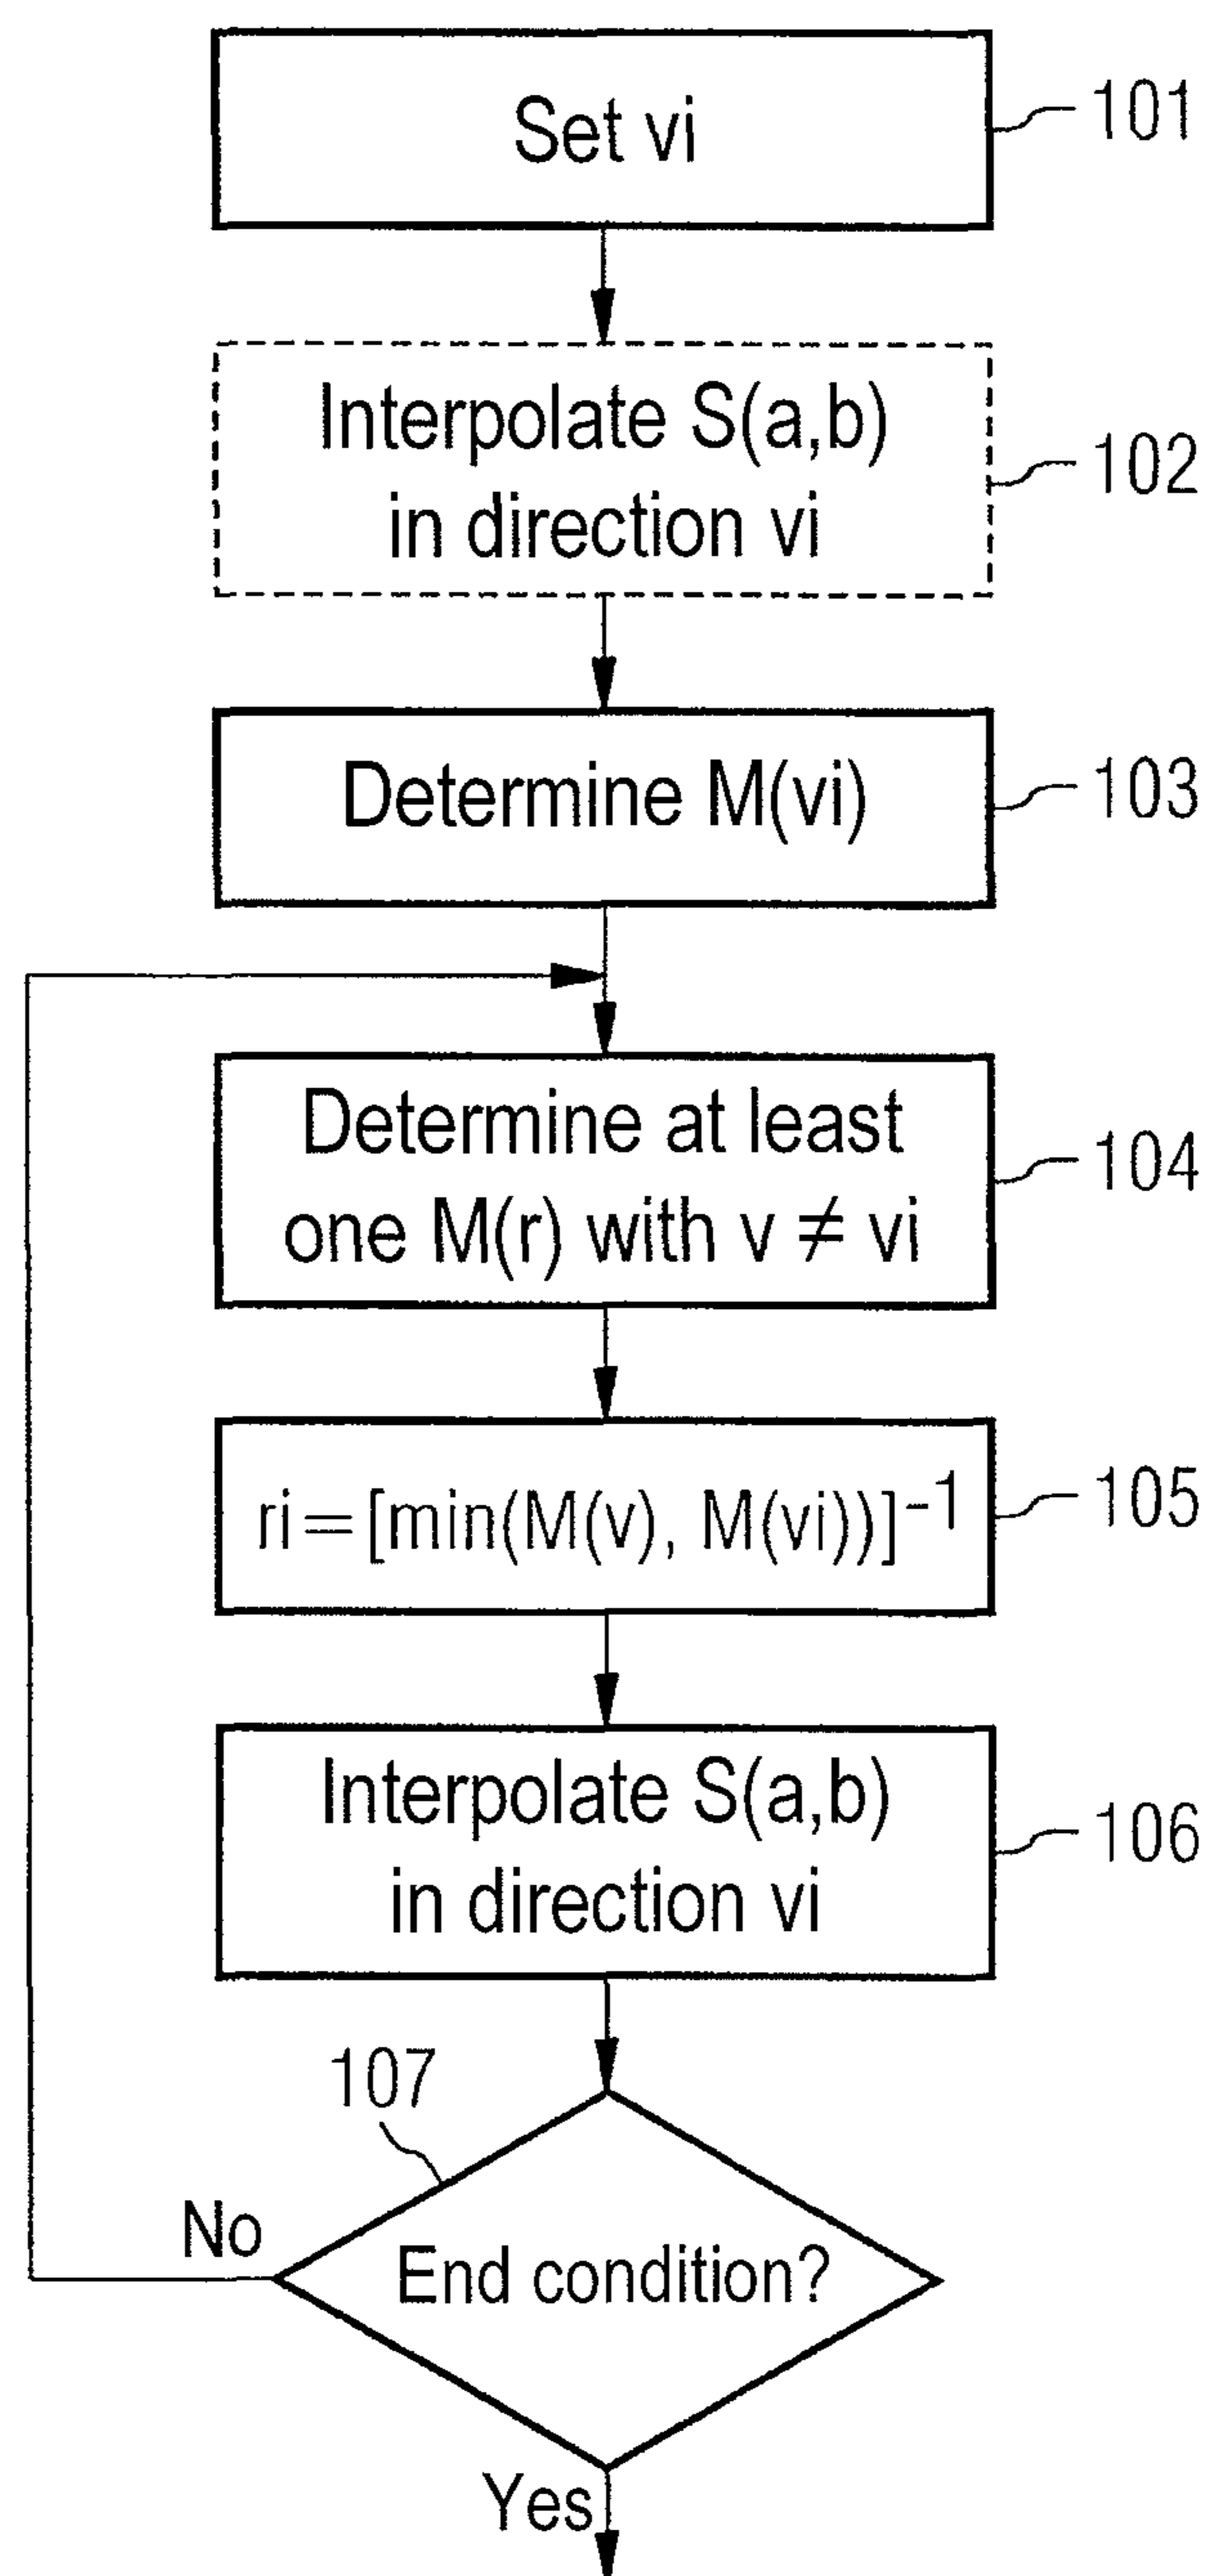 Set vi
101
Interpolate S(a,b)
in direction vi
102
Determine M(vi)
103
Determine at least
one M(r) with v ≠ vi
104
ri=[min(M(v), M(vi))]⁻¹
105
Interpolate S(a,b)
in direction vi
106
107
No
End condition?
Yes